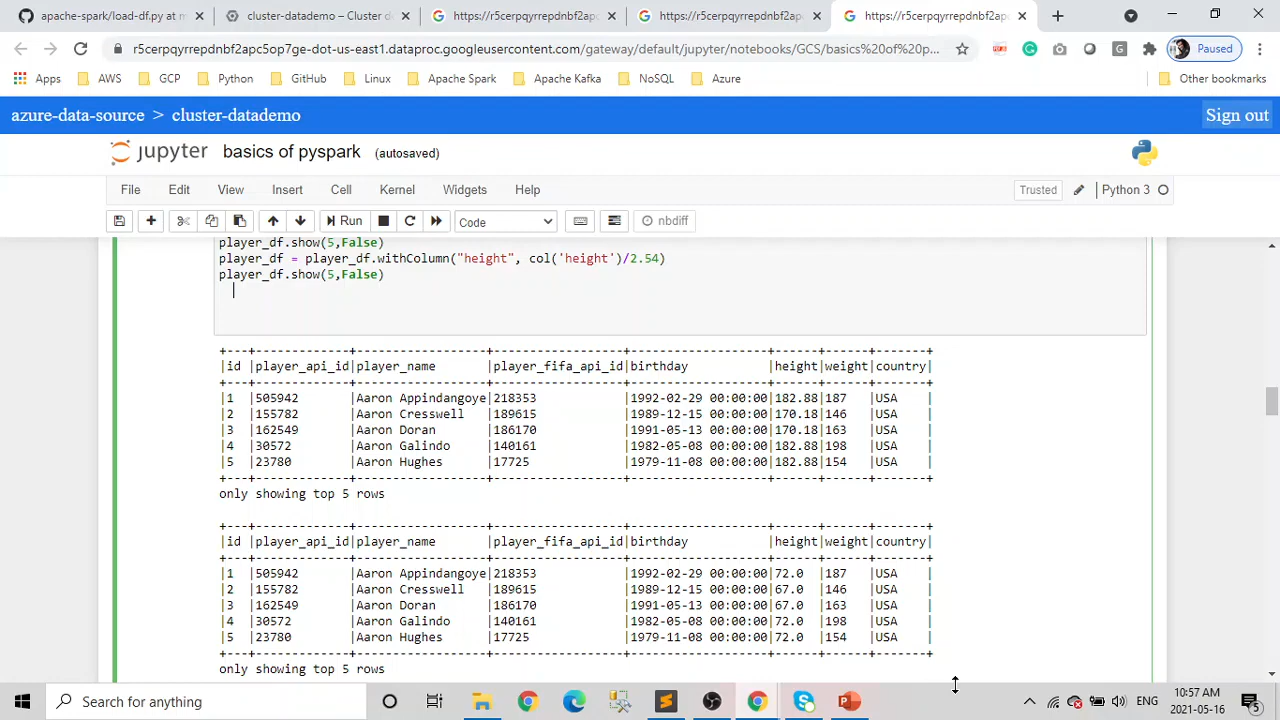 apache-spark/load-df.py at m
cluster-datademo – Cluster d
https://r5cerpqyrrepdnbf2apc
https://r5cerpqyrrepdnbf2apc
https://r5cerpqyrrepdnbf2apc
r5cerpqyrrepdnbf2apc5op7ge-dot-us-east1.dataproc.googleusercontent.com/gateway/default/jupyter/notebooks/GCS/basics%20of%20p...
Paused
Apps AWS GCP Python GitHub Linux Apache Spark Apache Kafka NoSQL Azure Other bookmarks
azure-data-source > cluster-datademo Sign out
jupyter basics of pyspark (autosaved)
File Edit View Insert Cell Kernel Widgets Help Trusted Python 3
Run Code nbdiff
player_df.show(5,False)
player_df = player_df.withColumn("height", col('height')/2.54)
player_df.show(5,False)
+---+-------------+-----------------+------------------+-------------------+------+------+-------+
|id |player_api_id|player_name      |player_fifa_api_id|birthday           |height|weight|country|
+---+-------------+-----------------+------------------+-------------------+------+------+-------+
|1  |505942       |Aaron Appindangoye|218353            |1992-02-29 00:00:00|182.88|187   |USA    |
|2  |155782       |Aaron Cresswell  |189615            |1989-12-15 00:00:00|170.18|146   |USA    |
|3  |162549       |Aaron Doran      |186170            |1991-05-13 00:00:00|170.18|163   |USA    |
|4  |30572        |Aaron Galindo    |140161            |1982-05-08 00:00:00|182.88|198   |USA    |
|5  |23780        |Aaron Hughes     |17725             |1979-11-08 00:00:00|182.88|154   |USA    |
+---+-------------+-----------------+------------------+-------------------+------+------+-------+
only showing top 5 rows
+---+-------------+-----------------+------------------+-------------------+------+------+-------+
|id |player_api_id|player_name      |player_fifa_api_id|birthday           |height|weight|country|
+---+-------------+-----------------+------------------+-------------------+------+------+-------+
|1  |505942       |Aaron Appindangoye|218353            |1992-02-29 00:00:00|72.0  |187   |USA    |
|2  |155782       |Aaron Cresswell  |189615            |1989-12-15 00:00:00|67.0  |146   |USA    |
|3  |162549       |Aaron Doran      |186170            |1991-05-13 00:00:00|67.0  |163   |USA    |
|4  |30572        |Aaron Galindo    |140161            |1982-05-08 00:00:00|72.0  |198   |USA    |
|5  |23780        |Aaron Hughes     |17725             |1979-11-08 00:00:00|72.0  |154   |USA    |
+---+-------------+-----------------+------------------+-------------------+------+------+-------+
only showing top 5 rows
Search for anything
ENG
10:57 AM
2021-05-16
5